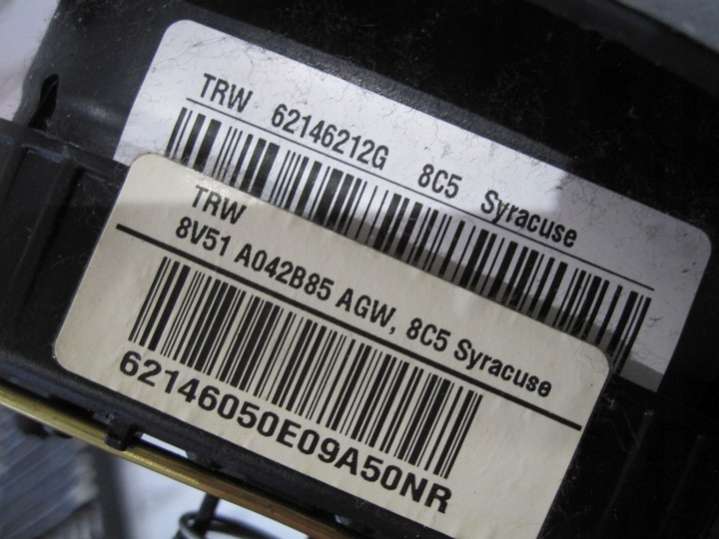 TRW 62146212G 8C5 Syracuse
TRW
8V51 A042B85 AGW, 8C5 Syracuse
62146050E09A50NR